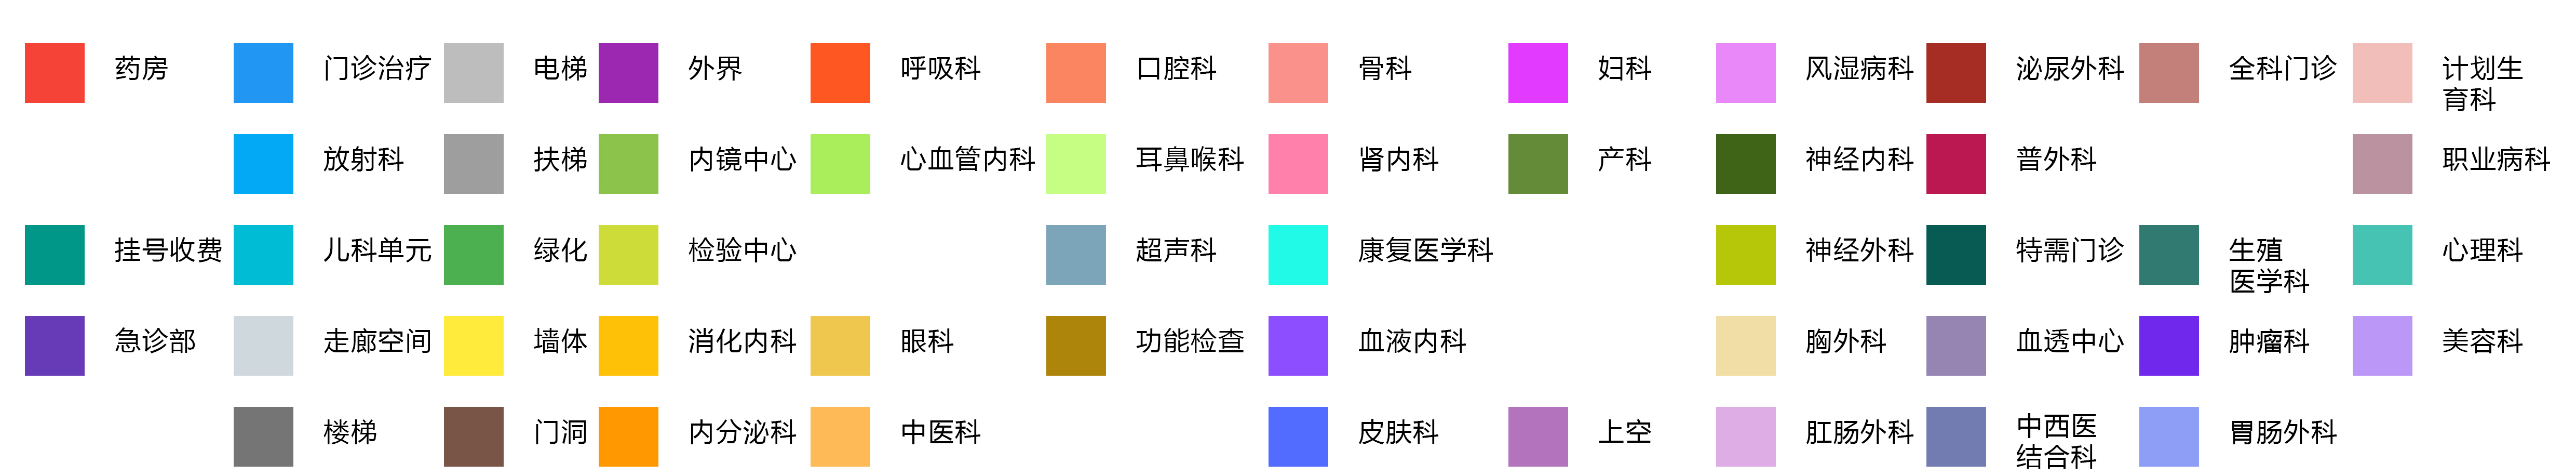 药房
门诊治疗
电梯
外界
呼吸科
口腔科
骨科
妇科
风湿病科
泌尿外科
全科门诊
计划生
育科
放射科
扶梯
内镜中心
心血管内科
耳鼻喉科
肾内科
产科
神经内科
普外科
职业病科
挂号收费
儿科单元
绿化
检验中心
超声科
康复医学科
神经外科
特需门诊
生殖
医学科
心理科
急诊部
走廊空间
墙体
消化内科
眼科
功能检查
血液内科
胸外科
血透中心
肿瘤科
美容科
楼梯
门洞
内分泌科
中医科
皮肤科
上空
肛肠外科
中西医
结合科
胃肠外科